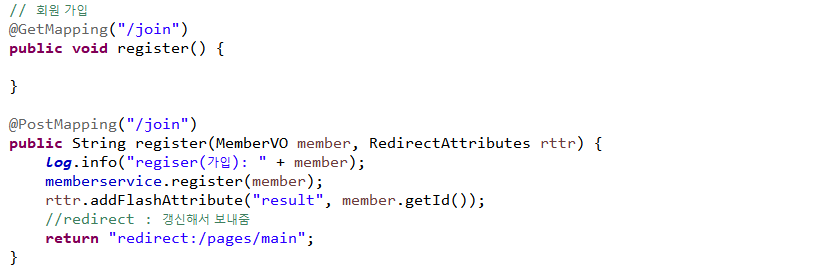 // 회원 가입
@GetMapping("/join")
public void register() {
}
@PostMapping("/join")
public String register(MemberVO member, RedirectAttributes rttr) {
log.info("regiser(가입): " + member);
memberservice.register(member);
rttr.addFlashAttribute("result", member.getId());
//redirect : 갱신해서 보내줌
return "redirect:/pages/main";
}